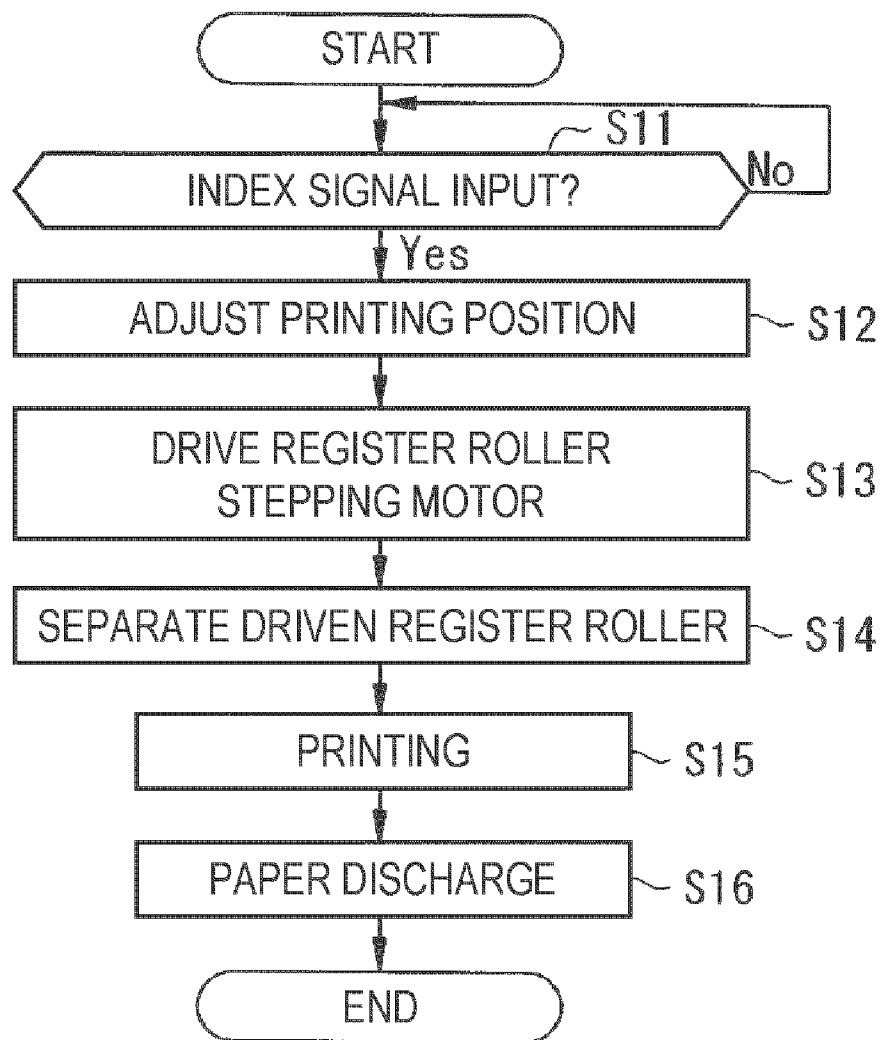 START
S11
INDEX SIGNAL INPUT?
No
Yes
ADJUST PRINTING POSITION
S12
DRIVE REGISTER ROLLER
STEPPING MOTOR
S13
SEPARATE DRIVEN REGISTER ROLLER
S14
PRINTING
S15
PAPER DISCHARGE
S16
END